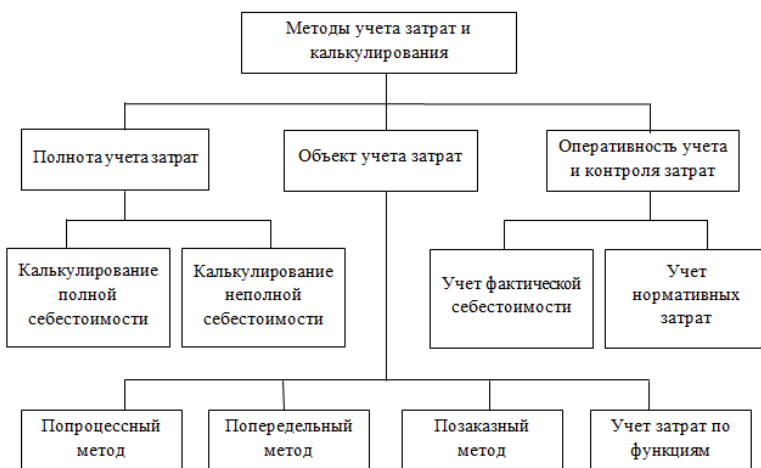 Методы учета затрат и
калькулирования
Полнота учета затрат
Объект учета затрат
Оперативность учета
и контроля затрат
Калькулирование
полной
себестоимости
Калькулирование
неполной
себестоимости
Учет фактической
себестоимости
Учет
нормативных
затрат
Попроцессный
метод
Попередельный
метод
Позаказный
метод
Учет затрат по
функциям